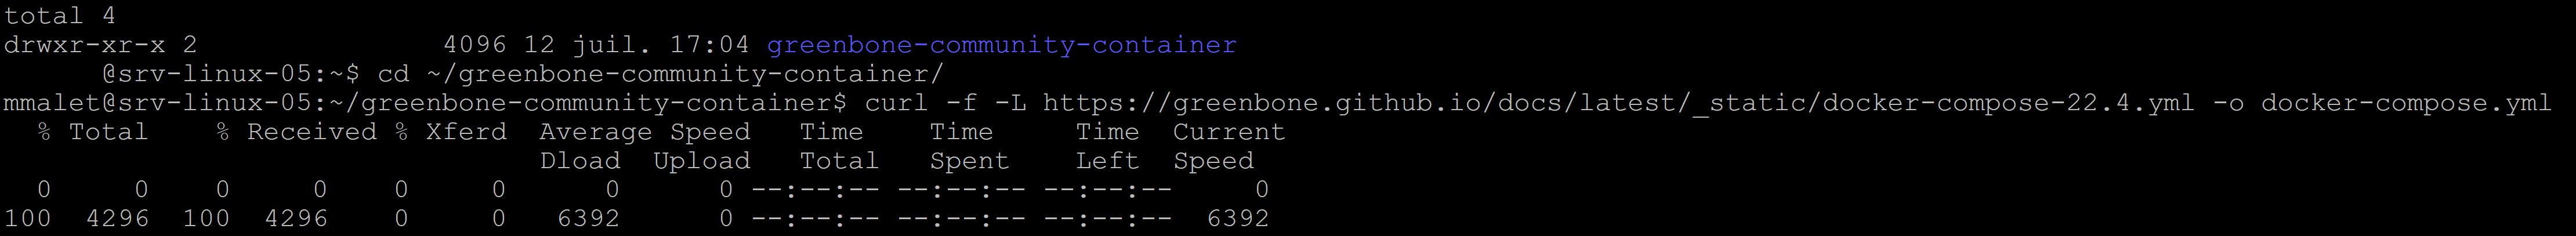 total 4
drwxr-xr-x 2 4096 12 juil. 17:04 greenbone-community-container
@srv-linux-05:~$ cd ~/greenbone-community-container/
mmalet@srv-linux-05:~/greenbone-community-container$ curl -f -L https://greenbone.github.io/docs/latest/_static/docker-compose-22.4.yml -o docker-compose.yml
% Total % Received % Xferd Average Speed Time Time Time Current
Dload Upload Total Spent Left Speed
0 0 0 0 0 0 0 0 --:--:-- --:--:-- --:--:-- 0
100 4296 100 4296 0 0 6392 0 --:--:-- --:--:-- --:--:-- 6392